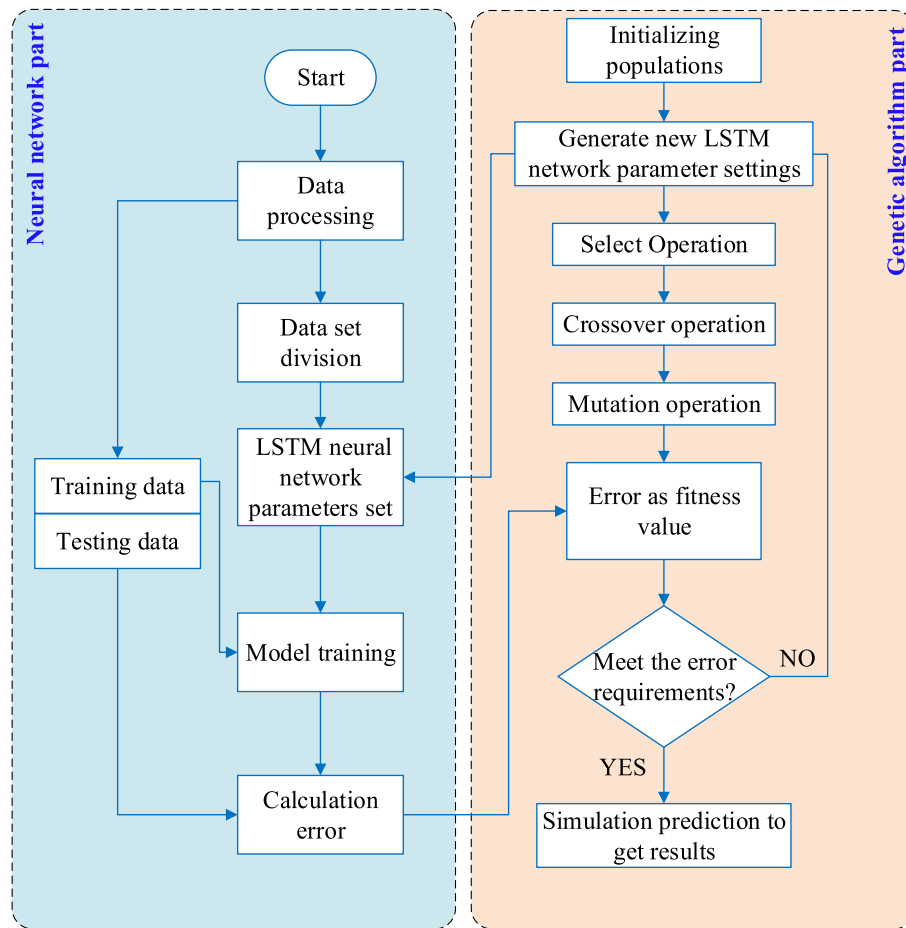 Neural network part
Start
Data
processing
Data set
division
LSTM neural
network
parameters set
Training data
Testing data
Model training
Calculation
error
Genetic algorithm part
Initializing
populations
Generate new LSTM
network parameter settings
Select Operation
Crossover operation
Mutation operation
Error as fitness
value
Meet the error
requirements?
NO
YES
Simulation prediction to
get results